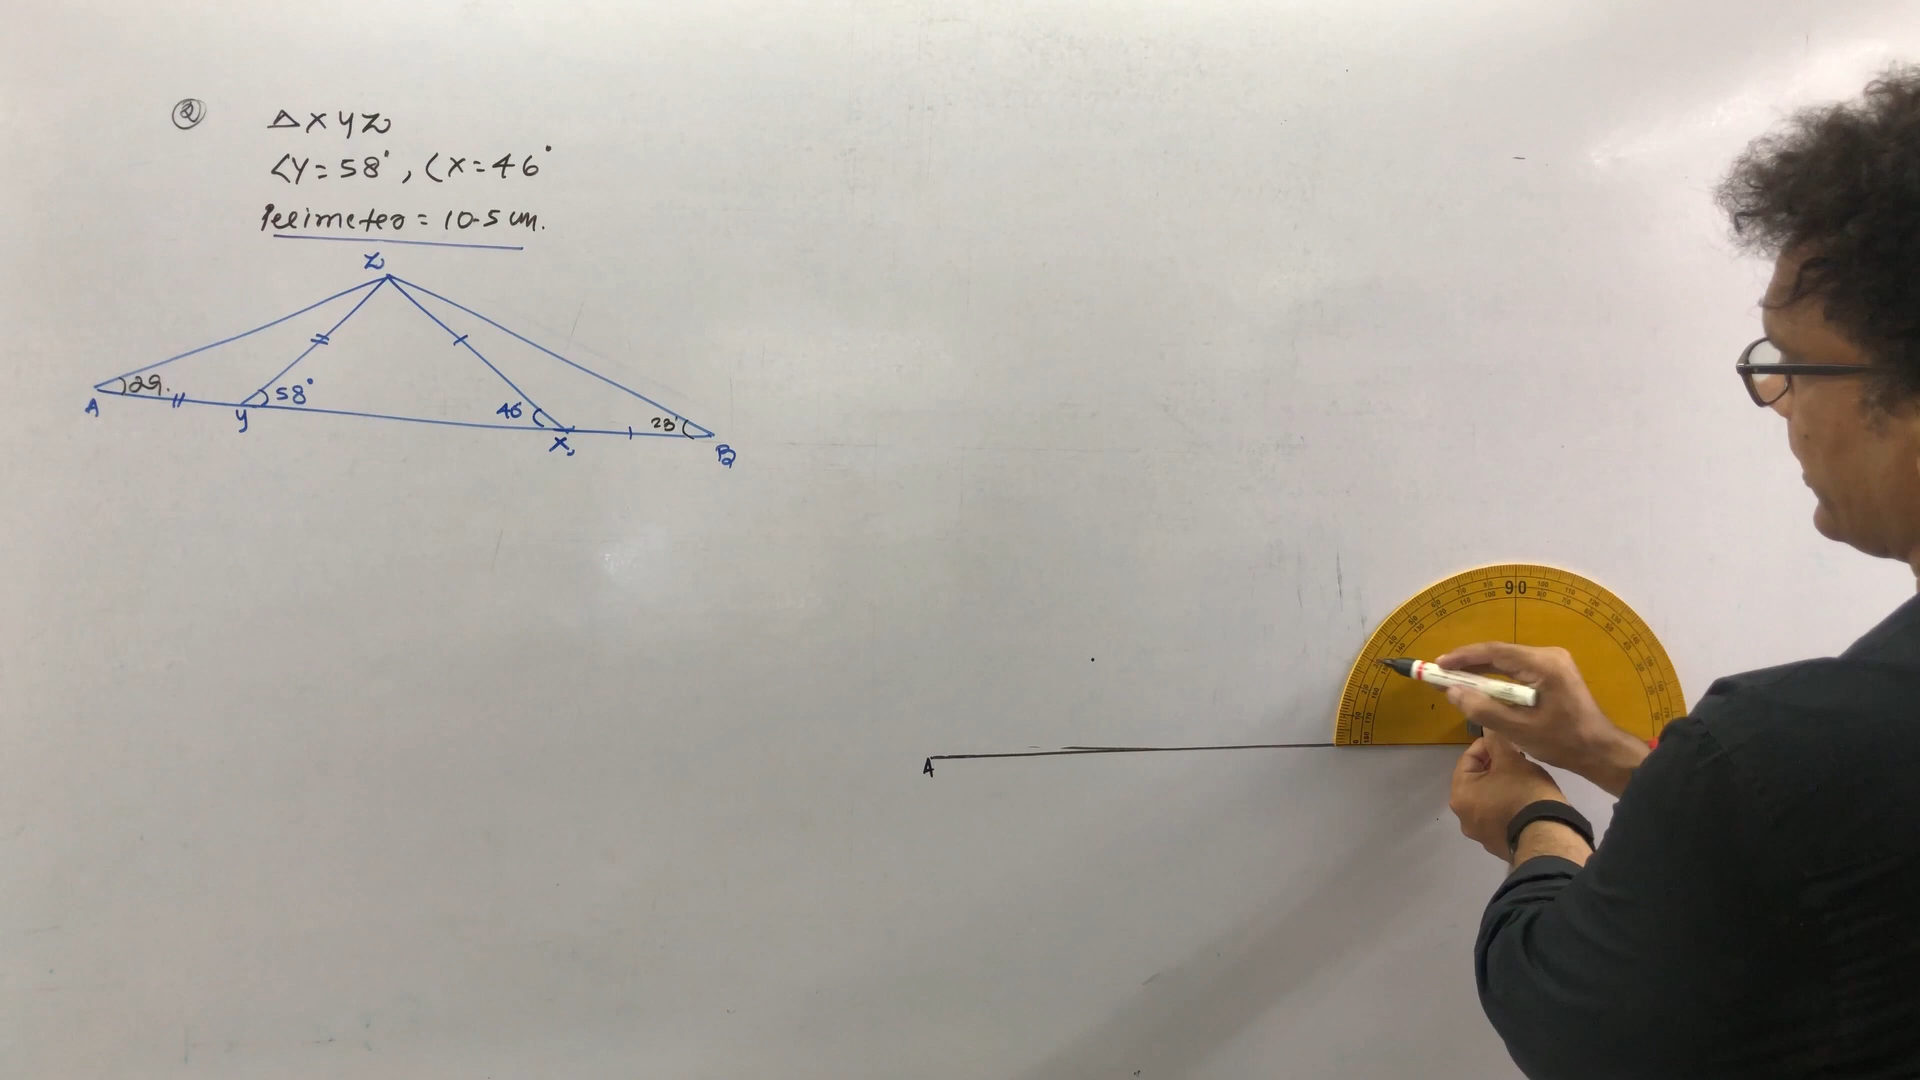 ②
△XYZ
∠Y=58°, ∠X=46°
Perimeter = 10.5 cm.
Z
29.
58°
46
23°
A
Y
X,
B
90
A